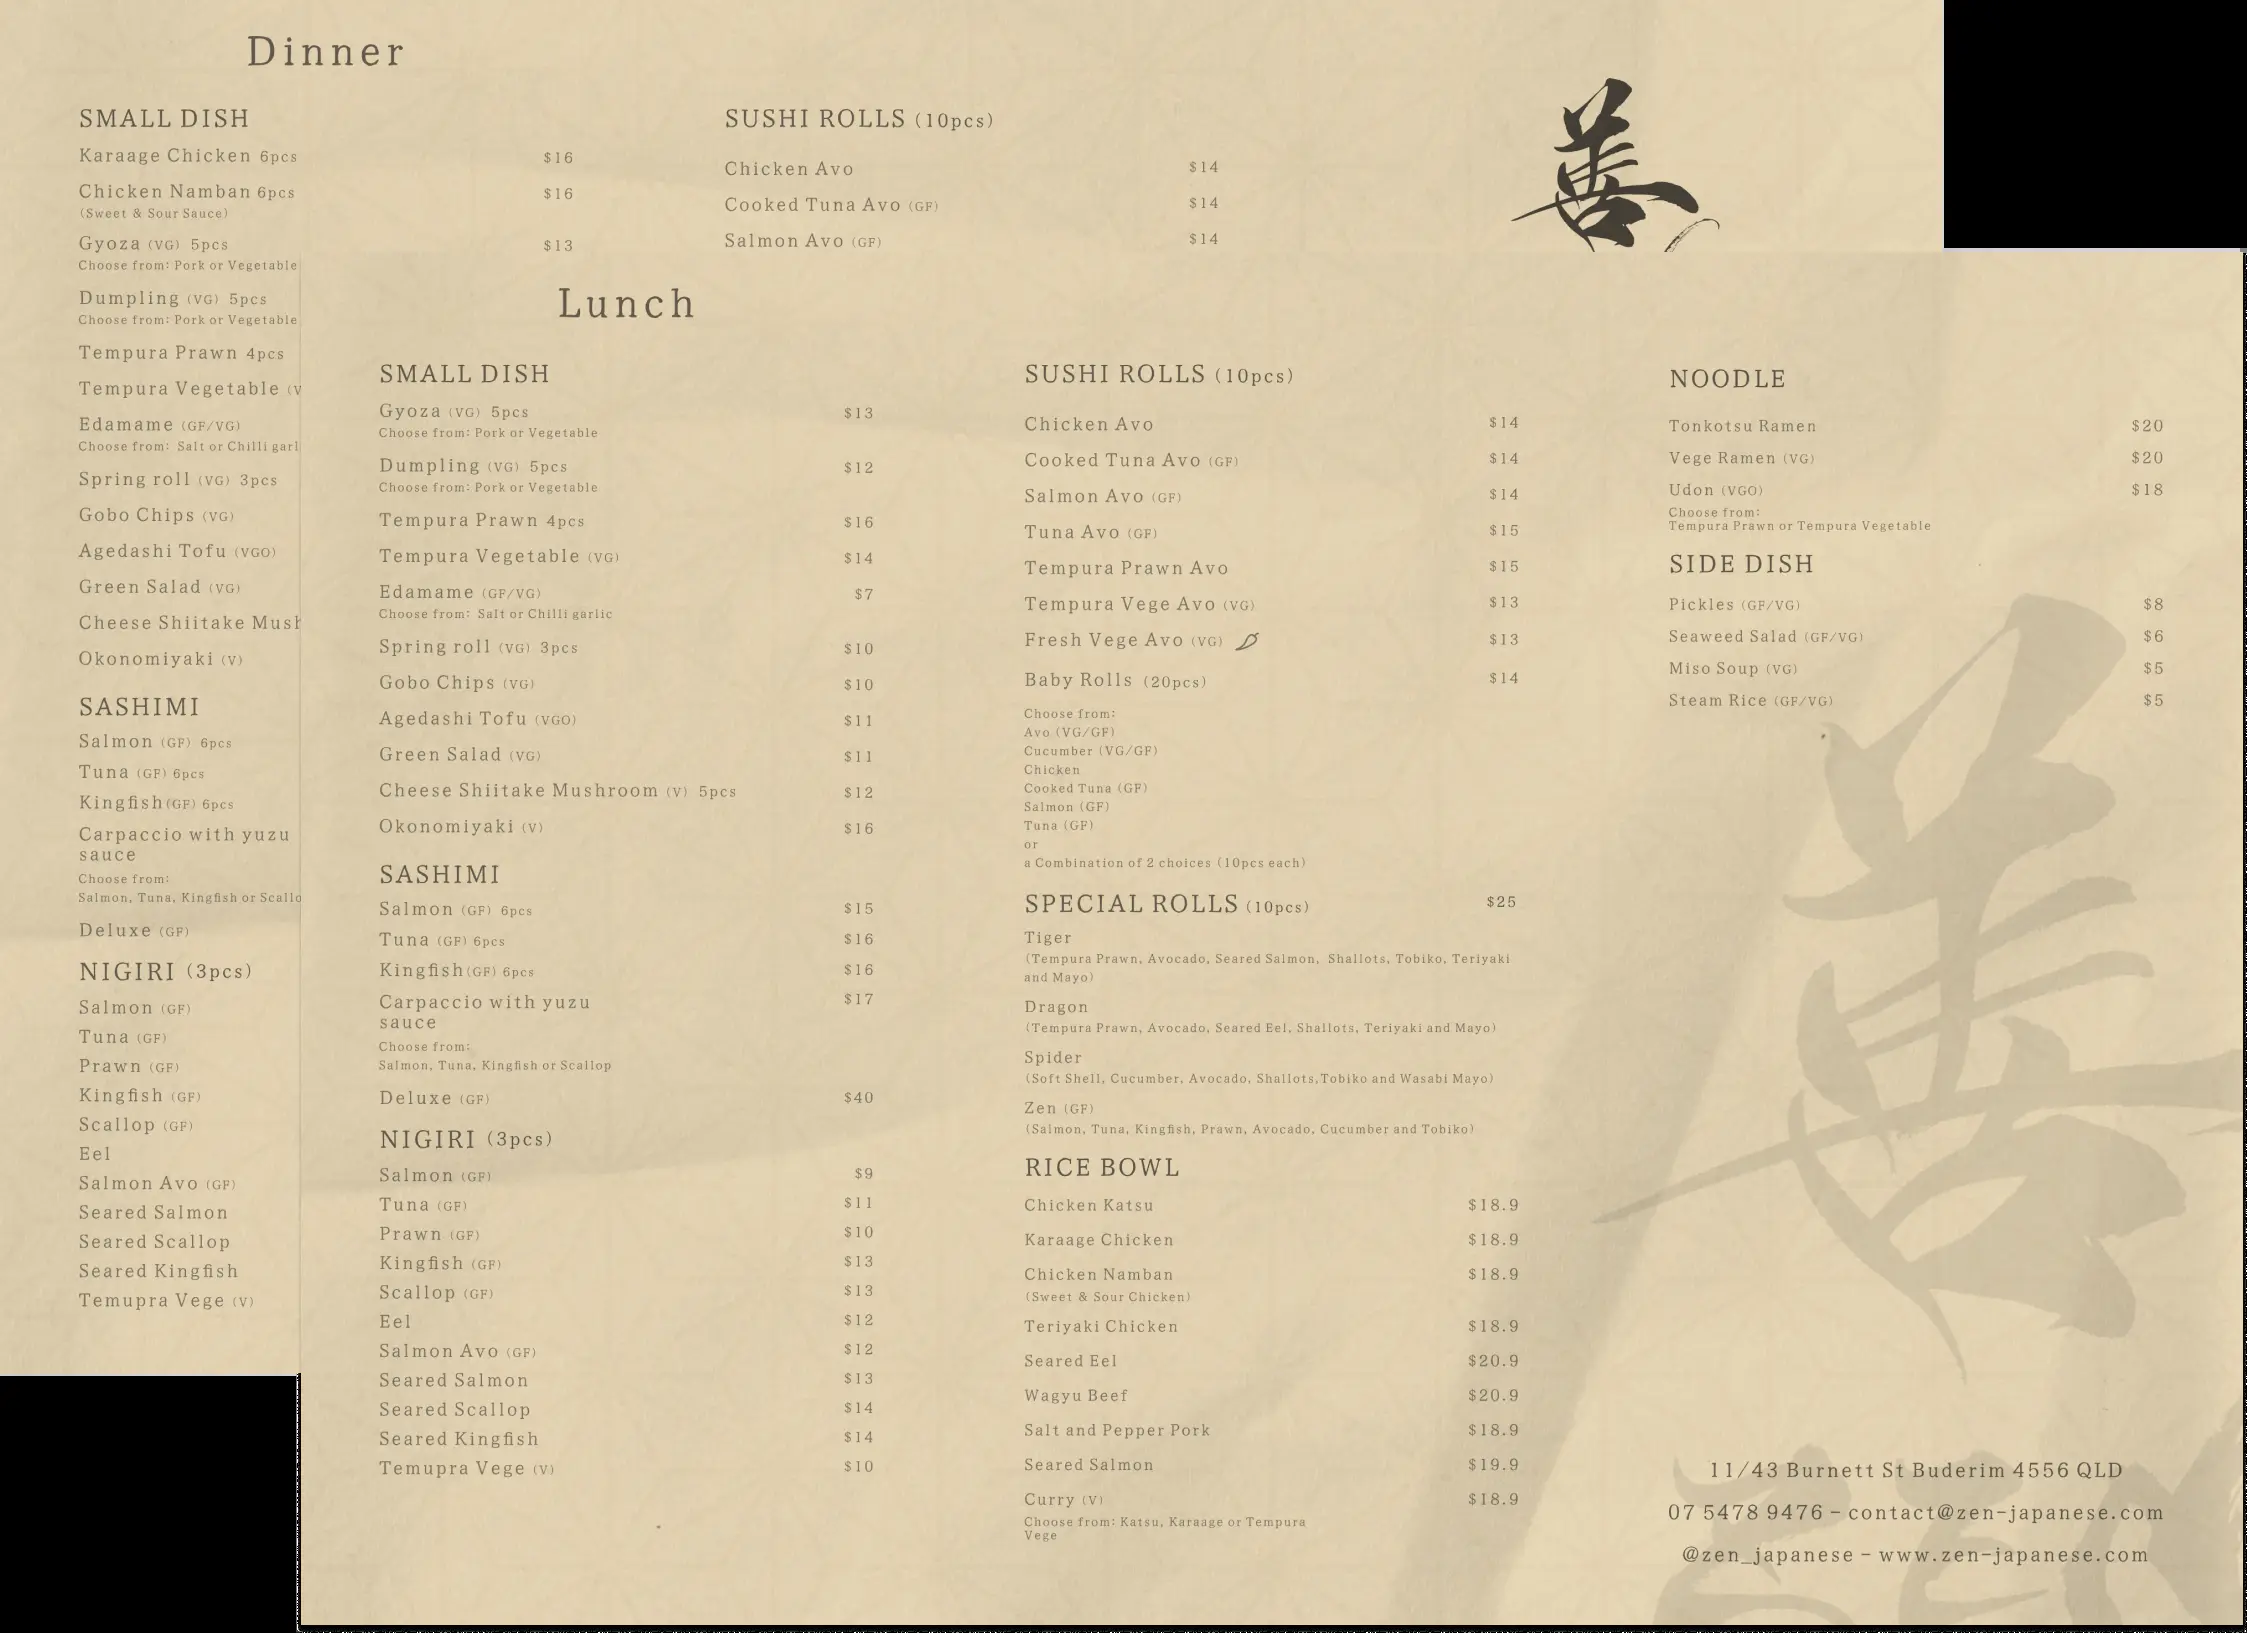 Dinner
SMALL DISH
Karaage Chicken 6pcs $16
Chicken Namban 6pcs $16
(Sweet & Sour Sauce)
Gyoza (VG) 5pcs $13
Choose from: Pork or Vegetable
Dumpling (VG) 5pcs
Choose from: Pork or Vegetable
Tempura Prawn 4pcs
Tempura Vegetable (V
Edamame (GF/VG)
Choose from: Salt or Chilli garl
Spring roll (VG) 3pcs
Gobo Chips (VG)
Agedashi Tofu (VGO)
Green Salad (VG)
Cheese Shiitake Mush
Okonomiyaki (V)
SASHIMI
Salmon (GF) 6pcs
Tuna (GF) 6pcs
Kingfish(GF) 6pcs
Carpaccio with yuzu
sauce
Choose from:
Salmon, Tuna, Kingfish or Scallo
Deluxe (GF)
NIGIRI (3pcs)
Salmon (GF)
Tuna (GF)
Prawn (GF)
Kingfish (GF)
Scallop (GF)
Eel
Salmon Avo (GF)
Seared Salmon
Seared Scallop
Seared Kingfish
Temupra Vege (V)
SUSHI ROLLS (10pcs)
Chicken Avo $14
Cooked Tuna Avo (GF) $14
Salmon Avo (GF) $14
善
Lunch
SMALL DISH
Gyoza (VG) 5pcs $13
Choose from: Pork or Vegetable
Dumpling (VG) 5pcs $12
Choose from: Pork or Vegetable
Tempura Prawn 4pcs $16
Tempura Vegetable (VG) $14
Edamame (GF/VG) $7
Choose from: Salt or Chilli garlic
Spring roll (VG) 3pcs $10
Gobo Chips (VG) $10
Agedashi Tofu (VGO) $11
Green Salad (VG) $11
Cheese Shiitake Mushroom (V) 5pcs $12
Okonomiyaki (V) $16
SASHIMI
Salmon (GF) 6pcs $15
Tuna (GF) 6pcs $16
Kingfish(GF) 6pcs $16
Carpaccio with yuzu $17
sauce
Choose from:
Salmon, Tuna, Kingfish or Scallop
Deluxe (GF) $40
NIGIRI (3pcs)
Salmon (GF) $9
Tuna (GF) $11
Prawn (GF) $10
Kingfish (GF) $13
Scallop (GF) $13
Eel $12
Salmon Avo (GF) $12
Seared Salmon $13
Seared Scallop $14
Seared Kingfish $14
Temupra Vege (V) $10
SUSHI ROLLS (10pcs)
Chicken Avo $14
Cooked Tuna Avo (GF) $14
Salmon Avo (GF) $14
Tuna Avo (GF) $15
Tempura Prawn Avo $15
Tempura Vege Avo (VG) $13
Fresh Vege Avo (VG) $13
Baby Rolls (20pcs) $14
Choose from:
Avo (VG/GF)
Cucumber (VG/GF)
Chicken
Cooked Tuna (GF)
Salmon (GF)
Tuna (GF)
or
a Combination of 2 choices (10pcs each)
SPECIAL ROLLS (10pcs) $25
Tiger
(Tempura Prawn, Avocado, Seared Salmon, Shallots, Tobiko, Teriyaki
and Mayo)
Dragon
(Tempura Prawn, Avocado, Seared Eel, Shallots, Teriyaki and Mayo)
Spider
(Soft Shell, Cucumber, Avocado, Shallots,Tobiko and Wasabi Mayo)
Zen (GF)
(Salmon, Tuna, Kingfish, Prawn, Avocado, Cucumber and Tobiko)
RICE BOWL
Chicken Katsu $18.9
Karaage Chicken $18.9
Chicken Namban $18.9
(Sweet & Sour Chicken)
Teriyaki Chicken $18.9
Seared Eel $20.9
Wagyu Beef $20.9
Salt and Pepper Pork $18.9
Seared Salmon $19.9
Curry (V) $18.9
Choose from: Katsu, Karaage or Tempura
Vege
NOODLE
Tonkotsu Ramen $20
Vege Ramen (VG) $20
Udon (VGO) $18
Choose from:
Tempura Prawn or Tempura Vegetable
SIDE DISH
Pickles (GF/VG) $8
Seaweed Salad (GF/VG) $6
Miso Soup (VG) $5
Steam Rice (GF/VG) $5
善
11/43 Burnett St Buderim 4556 QLD
07 5478 9476 - contact@zen-japanese.com
@zen_japanese - www.zen-japanese.com